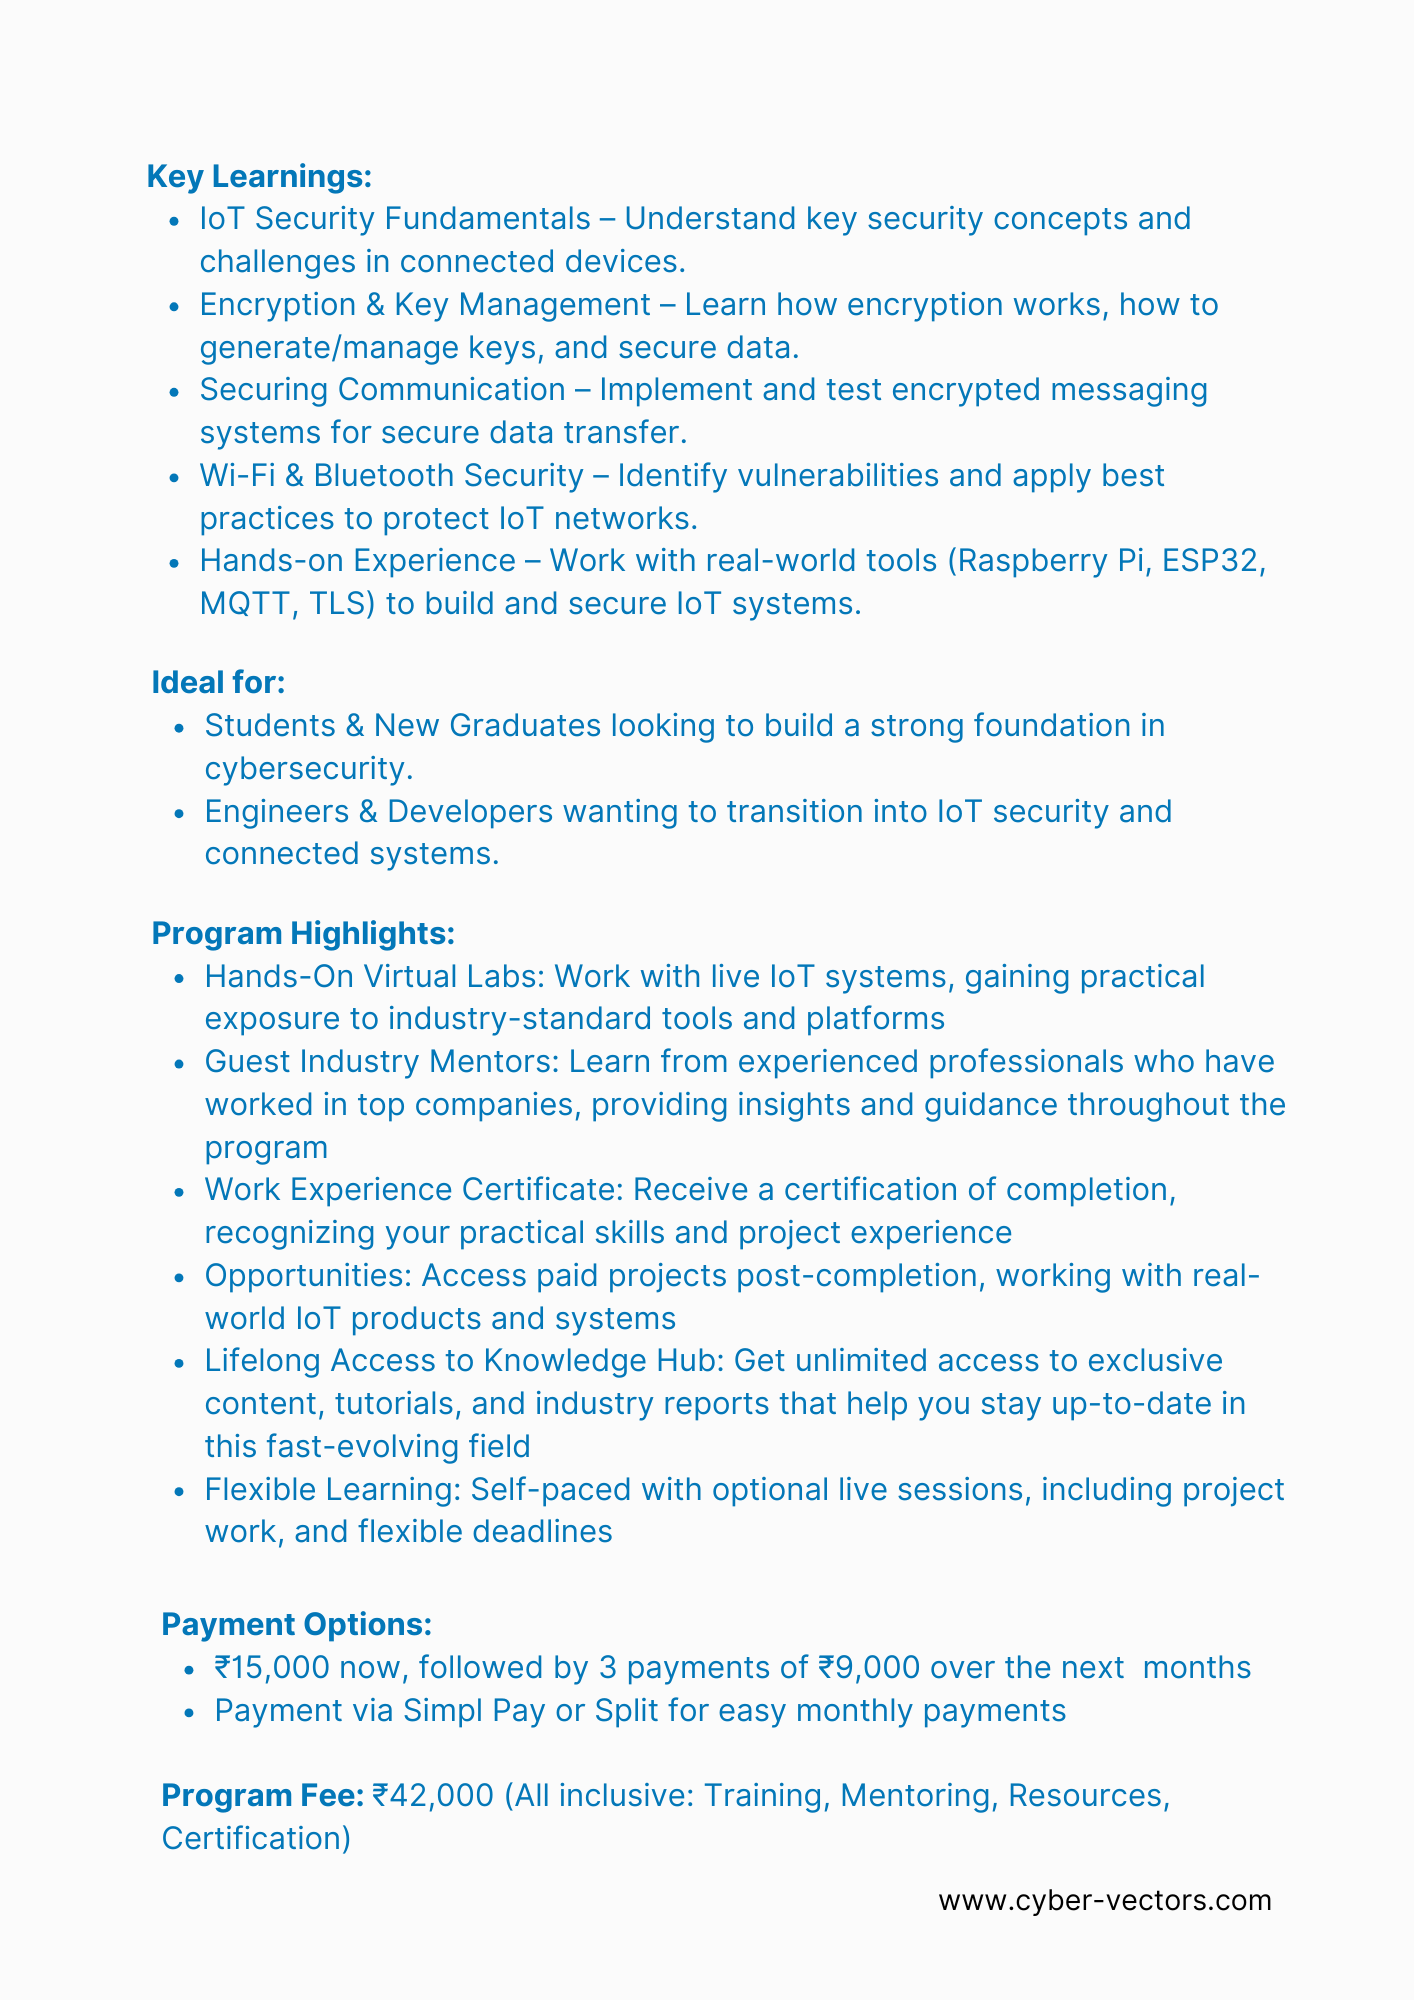 Key Learnings:
• IoT Security Fundamentals – Understand key security concepts and
challenges in connected devices.
• Encryption & Key Management – Learn how encryption works, how to
generate/manage keys, and secure data.
• Securing Communication – Implement and test encrypted messaging
systems for secure data transfer.
• Wi-Fi & Bluetooth Security – Identify vulnerabilities and apply best
practices to protect IoT networks.
• Hands-on Experience – Work with real-world tools (Raspberry Pi, ESP32,
MQTT, TLS) to build and secure IoT systems.
Ideal for:
• Students & New Graduates looking to build a strong foundation in
cybersecurity.
• Engineers & Developers wanting to transition into IoT security and
connected systems.
Program Highlights:
• Hands-On Virtual Labs: Work with live IoT systems, gaining practical
exposure to industry-standard tools and platforms
• Guest Industry Mentors: Learn from experienced professionals who have
worked in top companies, providing insights and guidance throughout the
program
• Work Experience Certificate: Receive a certification of completion,
recognizing your practical skills and project experience
• Opportunities: Access paid projects post-completion, working with real-
world IoT products and systems
• Lifelong Access to Knowledge Hub: Get unlimited access to exclusive
content, tutorials, and industry reports that help you stay up-to-date in
this fast-evolving field
• Flexible Learning: Self-paced with optional live sessions, including project
work, and flexible deadlines
Payment Options:
• ₹15,000 now, followed by 3 payments of ₹9,000 over the next  months
• Payment via Simpl Pay or Split for easy monthly payments
Program Fee: ₹42,000 (All inclusive: Training, Mentoring, Resources,
Certification)
www.cyber-vectors.com